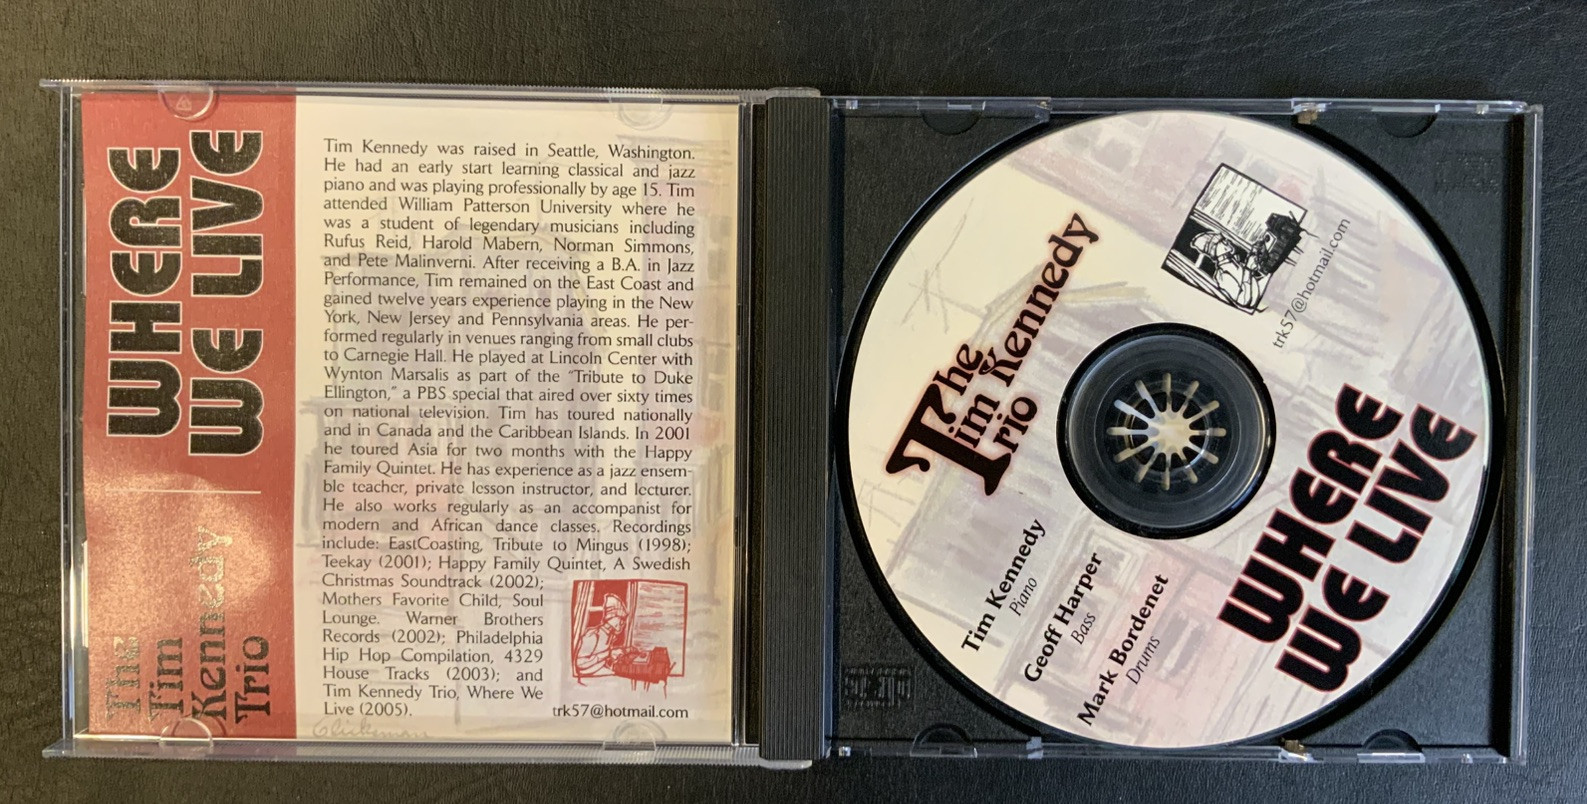 WHERE
WE LIVE
The
Tim
Kennedy
Trio
Tim Kennedy was raised in Seattle, Washington.
He had an early start learning classical and jazz
piano and was playing professionally by age 15. Tim
attended William Patterson University where he
was a student of legendary musicians including
Rufus Reid, Harold Mabern, Norman Simmons,
and Pete Malinverni. After receiving a B.A. in Jazz
Performance, Tim remained on the East Coast and
gained twelve years experience playing in the New
York, New Jersey and Pennsylvania areas. He per-
formed regularly in venues ranging from small clubs
to Carnegie Hall. He played at Lincoln Center with
Wynton Marsalis as part of the "Tribute to Duke
Ellington," a PBS special that aired over sixty times
on national television. Tim has toured nationally
and in Canada and the Caribbean Islands. In 2001
he toured Asia for two months with the Happy
Family Quintet. He has experience as a jazz ensem-
ble teacher, private lesson instructor, and lecturer.
He also works regularly as an accompanist for
modern and African dance classes. Recordings
include: EastCoasting, Tribute to Mingus (1998);
Teekay (2001); Happy Family Quintet, A Swedish
Christmas Soundtrack (2002);
Mothers Favorite Child, Soul
Lounge. Warner Brothers
Records (2002); Philadelphia
Hip Hop Compilation, 4329
House Tracks (2003); and
Tim Kennedy Trio, Where We
Live (2005).
trk57@hotmail.com
The
Tim Kennedy
Trio
trk57@hotmail.com
Tim Kennedy
Piano
Geoff Harper
Bass
Mark Bordenet
Drums
WHERE
WE LIVE